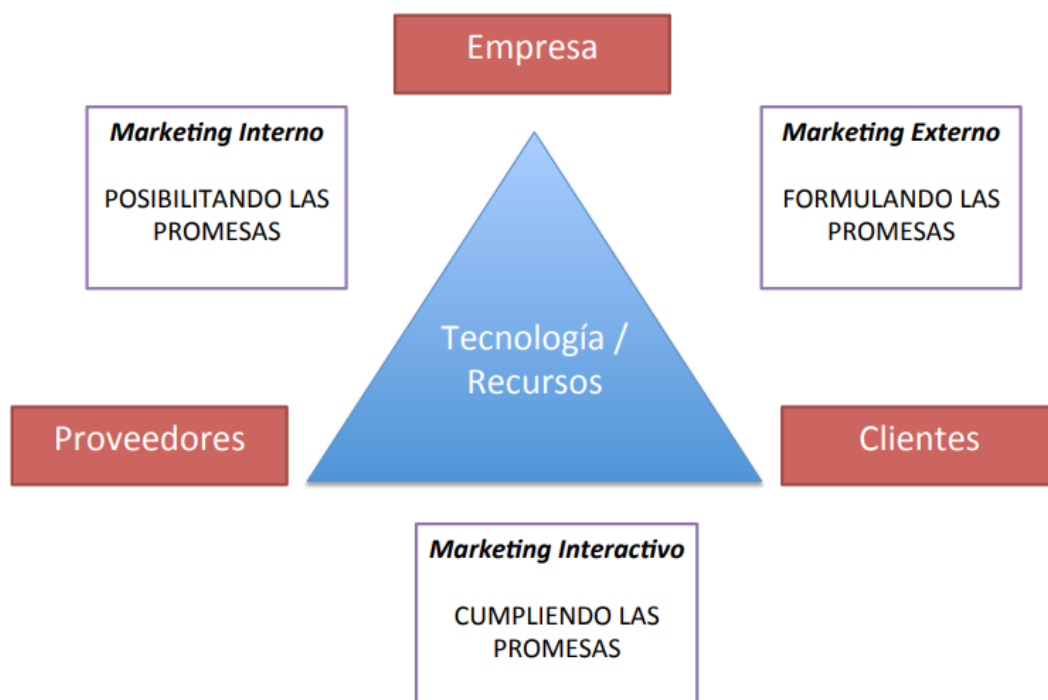 Empresa
Marketing Interno
POSIBILITANDO LAS
PROMESAS
Marketing Externo
FORMULANDO LAS
PROMESAS
Tecnología /
Recursos
Proveedores
Clientes
Marketing Interactivo
CUMPLIENDO LAS
PROMESAS